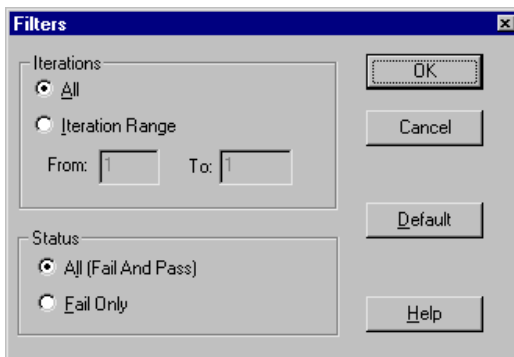 Filters
Iterations
All
Iteration Range
From: 1 To: 1
Status
All (Fail And Pass)
Fail Only
OK
Cancel
Default
Help